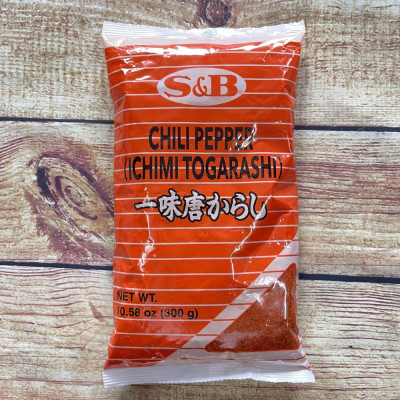 S&B
CHILI PEPPER
(ICHIMI TOGARASHI)
一味唐からし
NET WT.
10.58 oz (300 g)